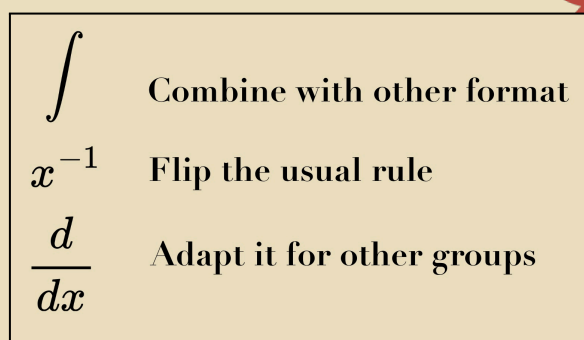 ∫ Combine with other format
x⁻¹ Flip the usual rule
d/dx Adapt it for other groups